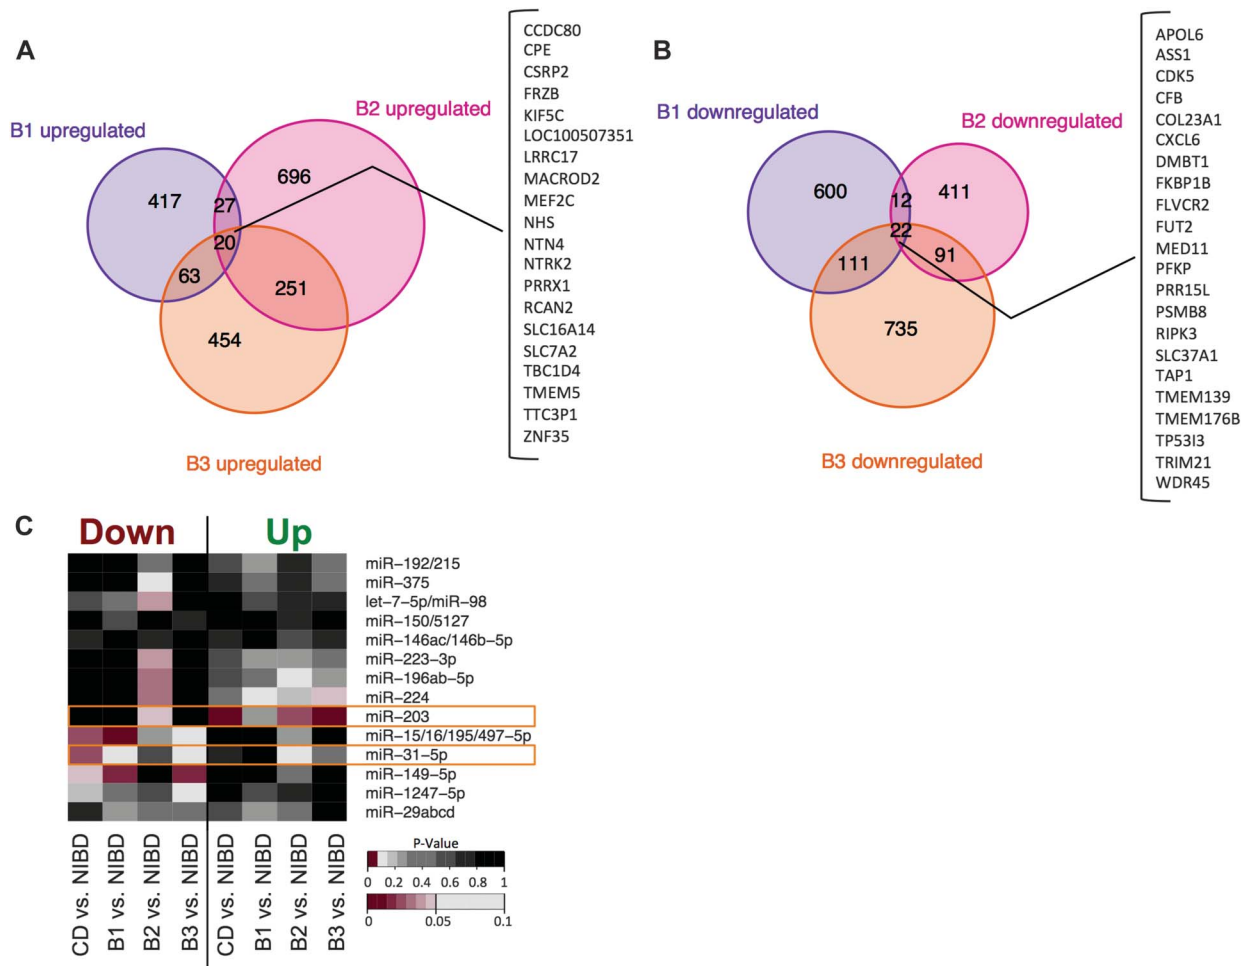 A
B1 upregulated
B2 upregulated
417
27
696
20
63
251
454
B3 upregulated
CCDC80
CPE
CSRP2
FRZB
KIF5C
LOC100507351
LRRC17
MACROD2
MEF2C
NHS
NTN4
NTRK2
PRRX1
RCAN2
SLC16A14
SLC7A2
TBC1D4
TMEM5
TTC3P1
ZNF35
B
B1 downregulated
B2 downregulated
600
12
411
22
111
91
735
B3 downregulated
APOL6
ASS1
CDK5
CFB
COL23A1
CXCL6
DMBT1
FKBP1B
FLVCR2
FUT2
MED11
PFKP
PRR15L
PSMB8
RIPK3
SLC37A1
TAP1
TMEM139
TMEM176B
TP53I3
TRIM21
WDR45
C
Down Up
miR−192/215
miR−375
let−7−5p/miR−98
miR−150/5127
miR−146ac/146b−5p
miR−223−3p
miR−196ab−5p
miR−224
miR−203
miR−15/16/195/497−5p
miR−31−5p
miR−149−5p
miR−1247−5p
miR−29abcd
CD vs. NIBD
B1 vs. NIBD
B2 vs. NIBD
B3 vs. NIBD
CD vs. NIBD
B1 vs. NIBD
B2 vs. NIBD
B3 vs. NIBD
P-Value
0 0.2 0.4 0.6 0.8 1
0 0.05 0.1